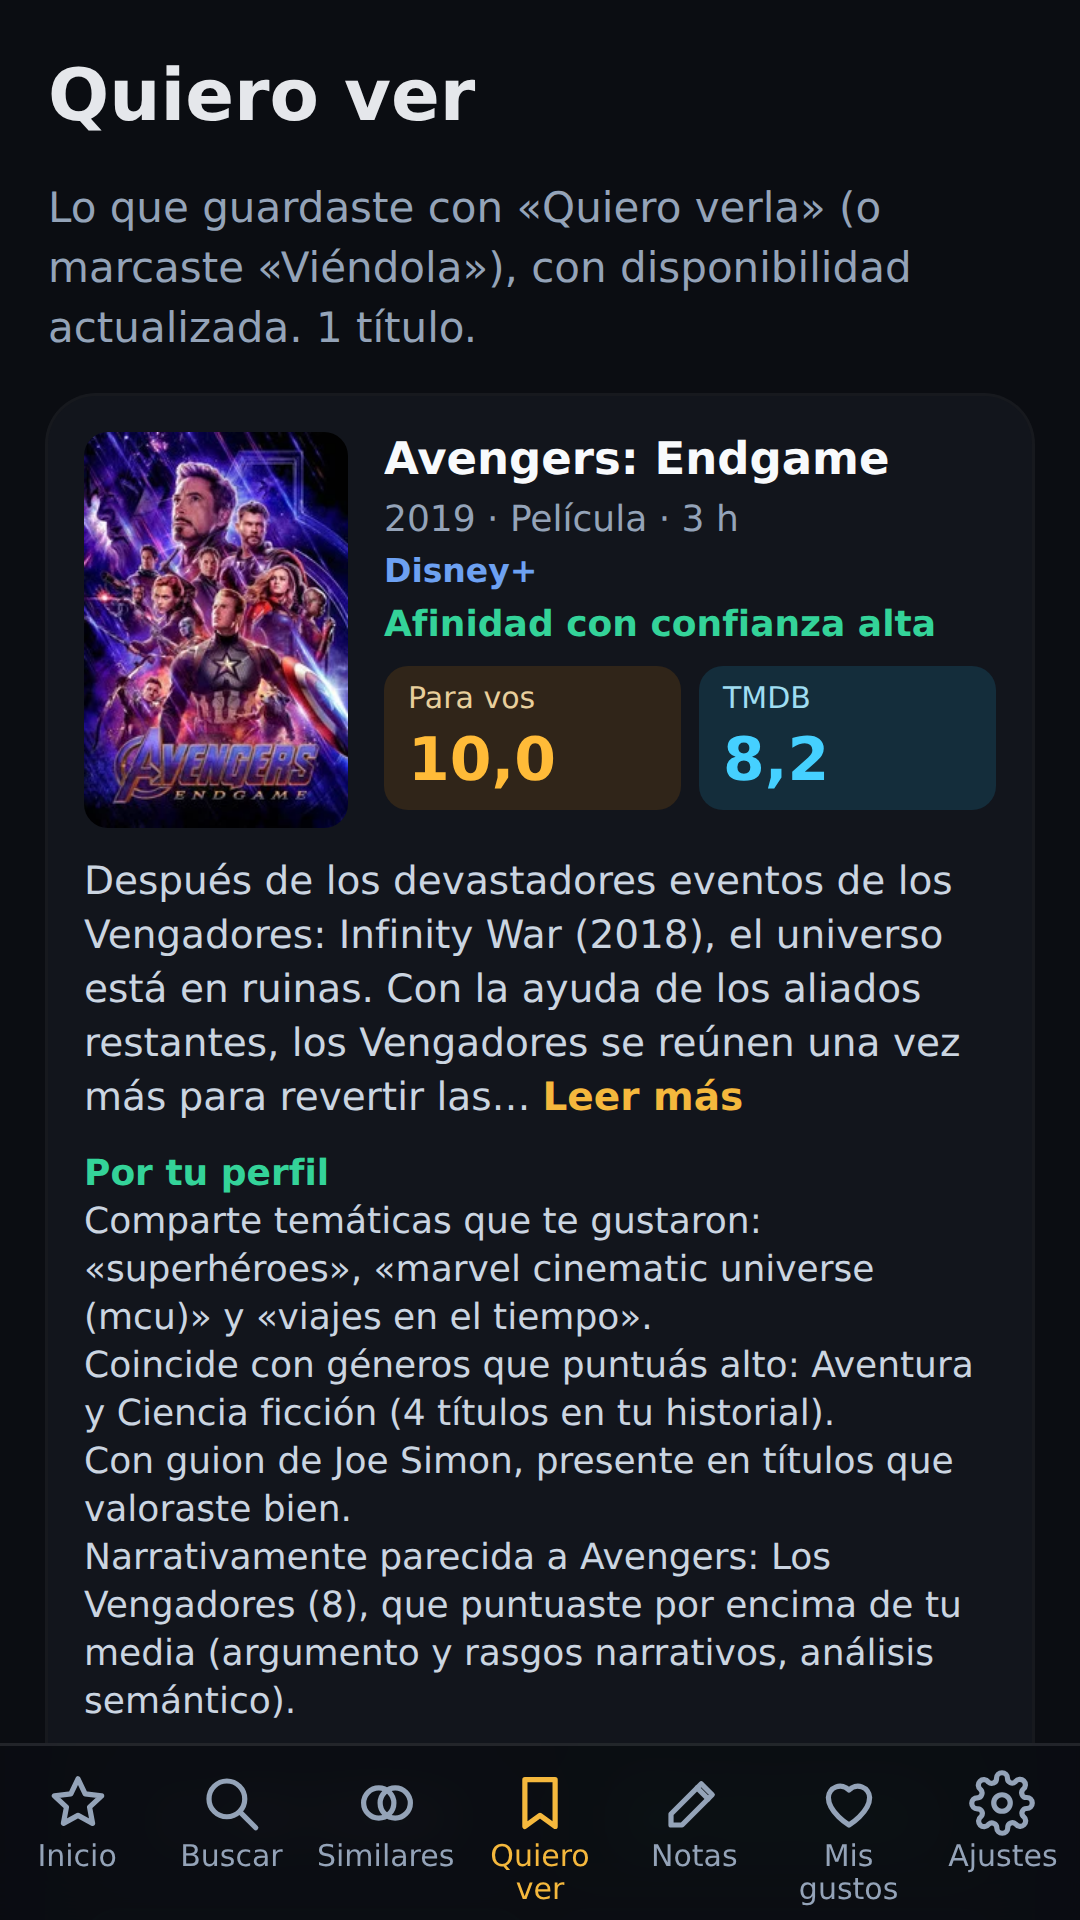 Quiero ver
Lo que guardaste con «Quiero verla» (o
marcaste «Viéndola»), con disponibilidad
actualizada. 1 título.
AVENGERS
ENDGAME
Avengers: Endgame
2019 · Película · 3 h
Disney+
Afinidad con confianza alta
Para vos
10,0
TMDB
8,2
Después de los devastadores eventos de los
Vengadores: Infinity War (2018), el universo
está en ruinas. Con la ayuda de los aliados
restantes, los Vengadores se reúnen una vez
más para revertir las… Leer más
Por tu perfil
Comparte temáticas que te gustaron:
«superhéroes», «marvel cinematic universe
(mcu)» y «viajes en el tiempo».
Coincide con géneros que puntuás alto: Aventura
y Ciencia ficción (4 títulos en tu historial).
Con guion de Joe Simon, presente en títulos que
valoraste bien.
Narrativamente parecida a Avengers: Los
Vengadores (8), que puntuaste por encima de tu
media (argumento y rasgos narrativos, análisis
semántico).
Inicio
Buscar
Similares
Quiero
ver
Notas
Mis
gustos
Ajustes